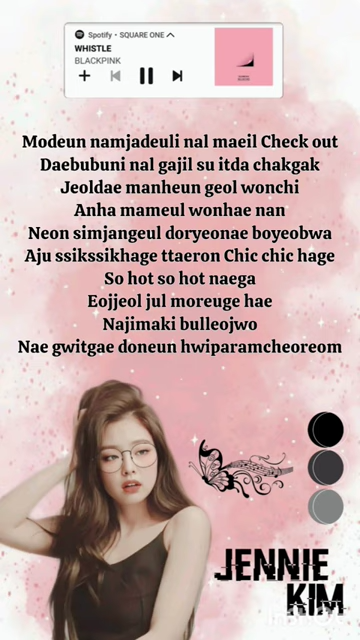 Spotify • SQUARE ONE
WHISTLE
BLACKPINK
Modeun namjadeuli nal maeil Check out
Daebubuni nal gajil su itda chakgak
Jeoldae manheun geol wonchi
Anha mameul wonhae nan
Neon simjangeul doryeonae boyeobwa
Aju ssikssikhage ttaeron Chic chic hage
So hot so hot naega
Eojjeol jul moreuge hae
Najimaki bulleojwo
Nae gwitgae doneun hwiparamcheoreom
JENNIE
KIM